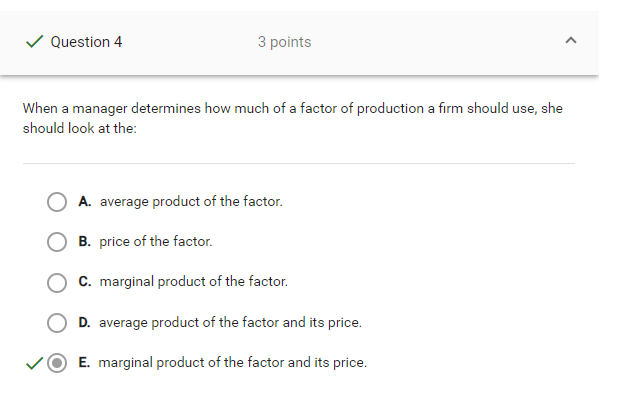 Question 4 3 points
When a manager determines how much of a factor of production a firm should use, she
should look at the:
A. average product of the factor.
B. price of the factor.
C. marginal product of the factor.
D. average product of the factor and its price.
E. marginal product of the factor and its price.